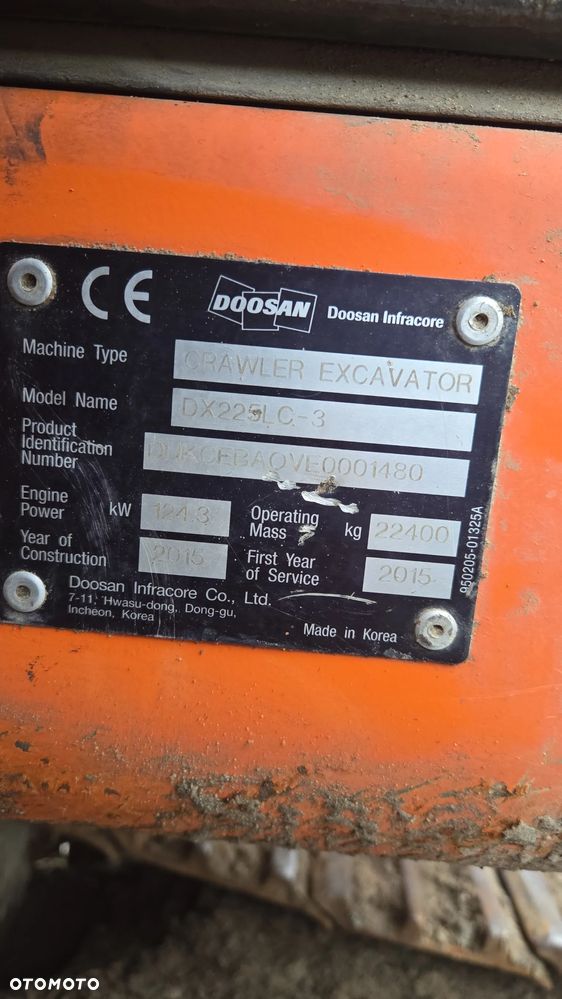 CE DOOSAN Doosan Infracore
Machine Type CRAWLER EXCAVATOR
Model Name DX225LC-3
Product
Identification
Number DHKCEBAQVE0001480
Engine
Power kW 124.3 Operating
Mass kg 22400
Year of
Construction 2015 First Year
of Service 2015
Doosan Infracore Co., Ltd.
7-11, Hwasu-dong, Dong-gu,
Incheon, Korea
Made in Korea
950205-01325A
OTOMOTO